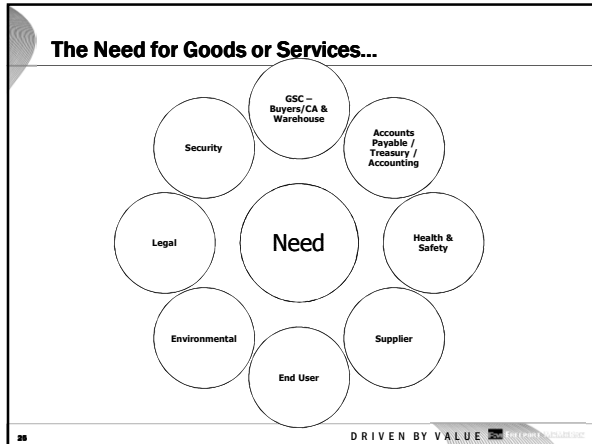 The Need for Goods or Services...
GSC –
Buyers/CA &
Warehouse
Accounts
Payable /
Treasury /
Accounting
Health &
Safety
Supplier
End User
Environmental
Legal
Security
Need
DRIVEN BY VALUE